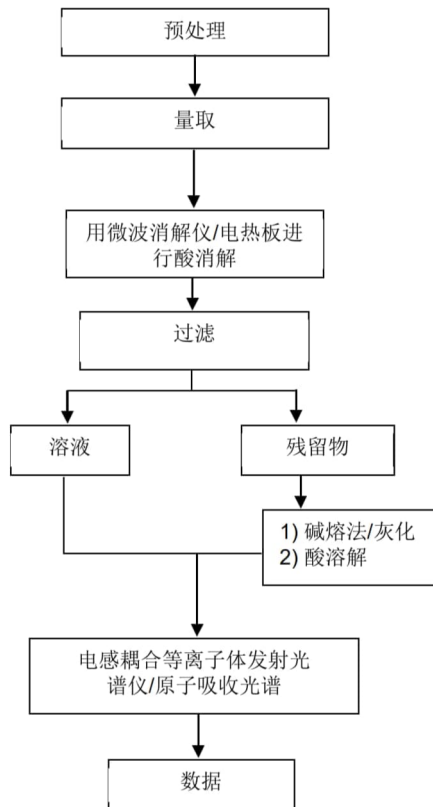 预处理
量取
用微波消解仪/电热板进
行酸消解
过滤
溶液
残留物
1) 碱熔法/灰化
2) 酸溶解
电感耦合等离子体发射光
谱仪/原子吸收光谱
数据